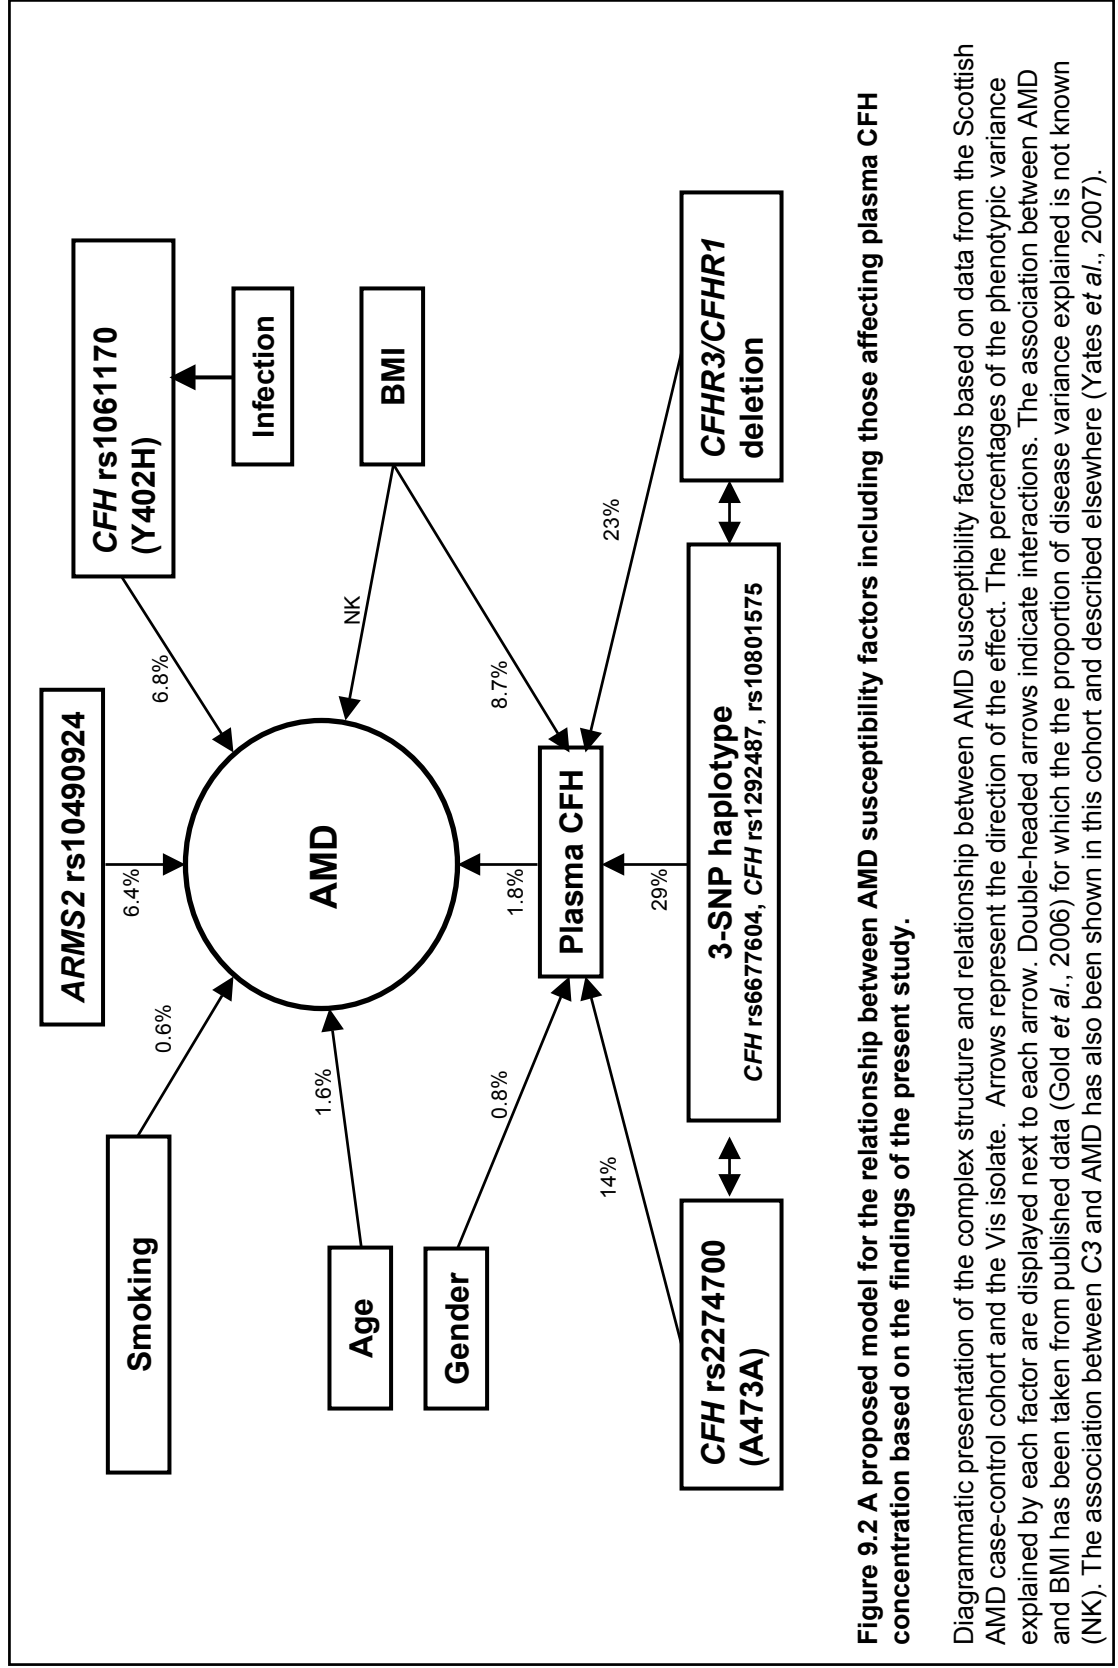 ARMS2 rs10490924
CFH rs1061170
(Y402H)
Smoking
Infection
0.6%
6.4%
6.8%
AMD
Age
1.6%
NK
BMI
Gender
0.8%
1.8%
8.7%
Plasma CFH
14%
29%
23%
CFH rs2274700
(A473A)
3-SNP haplotype
CFH rs6677604, CFH rs1292487, rs10801575
CFHR3/CFHR1
deletion
Figure 9.2 A proposed model for the relationship between AMD susceptibility factors including those affecting plasma CFH
concentration based on the findings of the present study.
Diagrammatic presentation of the complex structure and relationship between AMD susceptibility factors based on data from the Scottish
AMD case-control cohort and the Vis isolate.  Arrows represent the direction of the effect. The percentages of the phenotypic variance
explained by each factor are displayed next to each arrow. Double-headed arrows indicate interactions. The association between AMD
and BMI has been taken from published data (Gold et al., 2006) for which the the proportion of disease variance explained is not known
(NK). The association between C3 and AMD has also been shown in this cohort and described elsewhere (Yates et al., 2007).